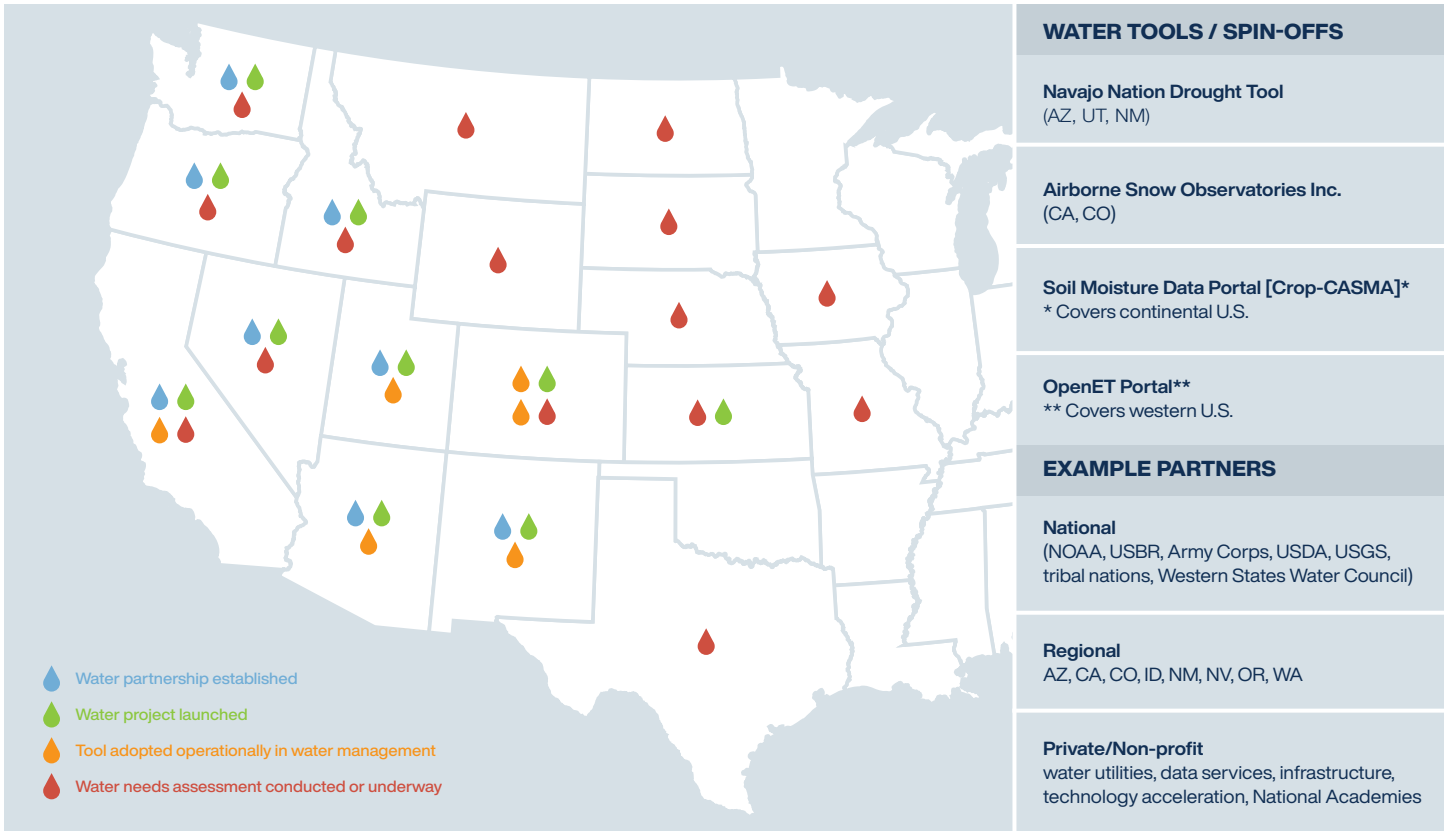 WATER TOOLS / SPIN-OFFS
Navajo Nation Drought Tool
(AZ, UT, NM)
Airborne Snow Observatories Inc.
(CA, CO)
Soil Moisture Data Portal [Crop-CASMA]*
* Covers continental U.S.
OpenET Portal**
** Covers western U.S.
EXAMPLE PARTNERS
National
(NOAA, USBR, Army Corps, USDA, USGS,
tribal nations, Western States Water Council)
Regional
AZ, CA, CO, ID, NM, NV, OR, WA
Private/Non-profit
water utilities, data services, infrastructure,
technology acceleration, National Academies
Water partnership established
Water project launched
Tool adopted operationally in water management
Water needs assessment conducted or underway